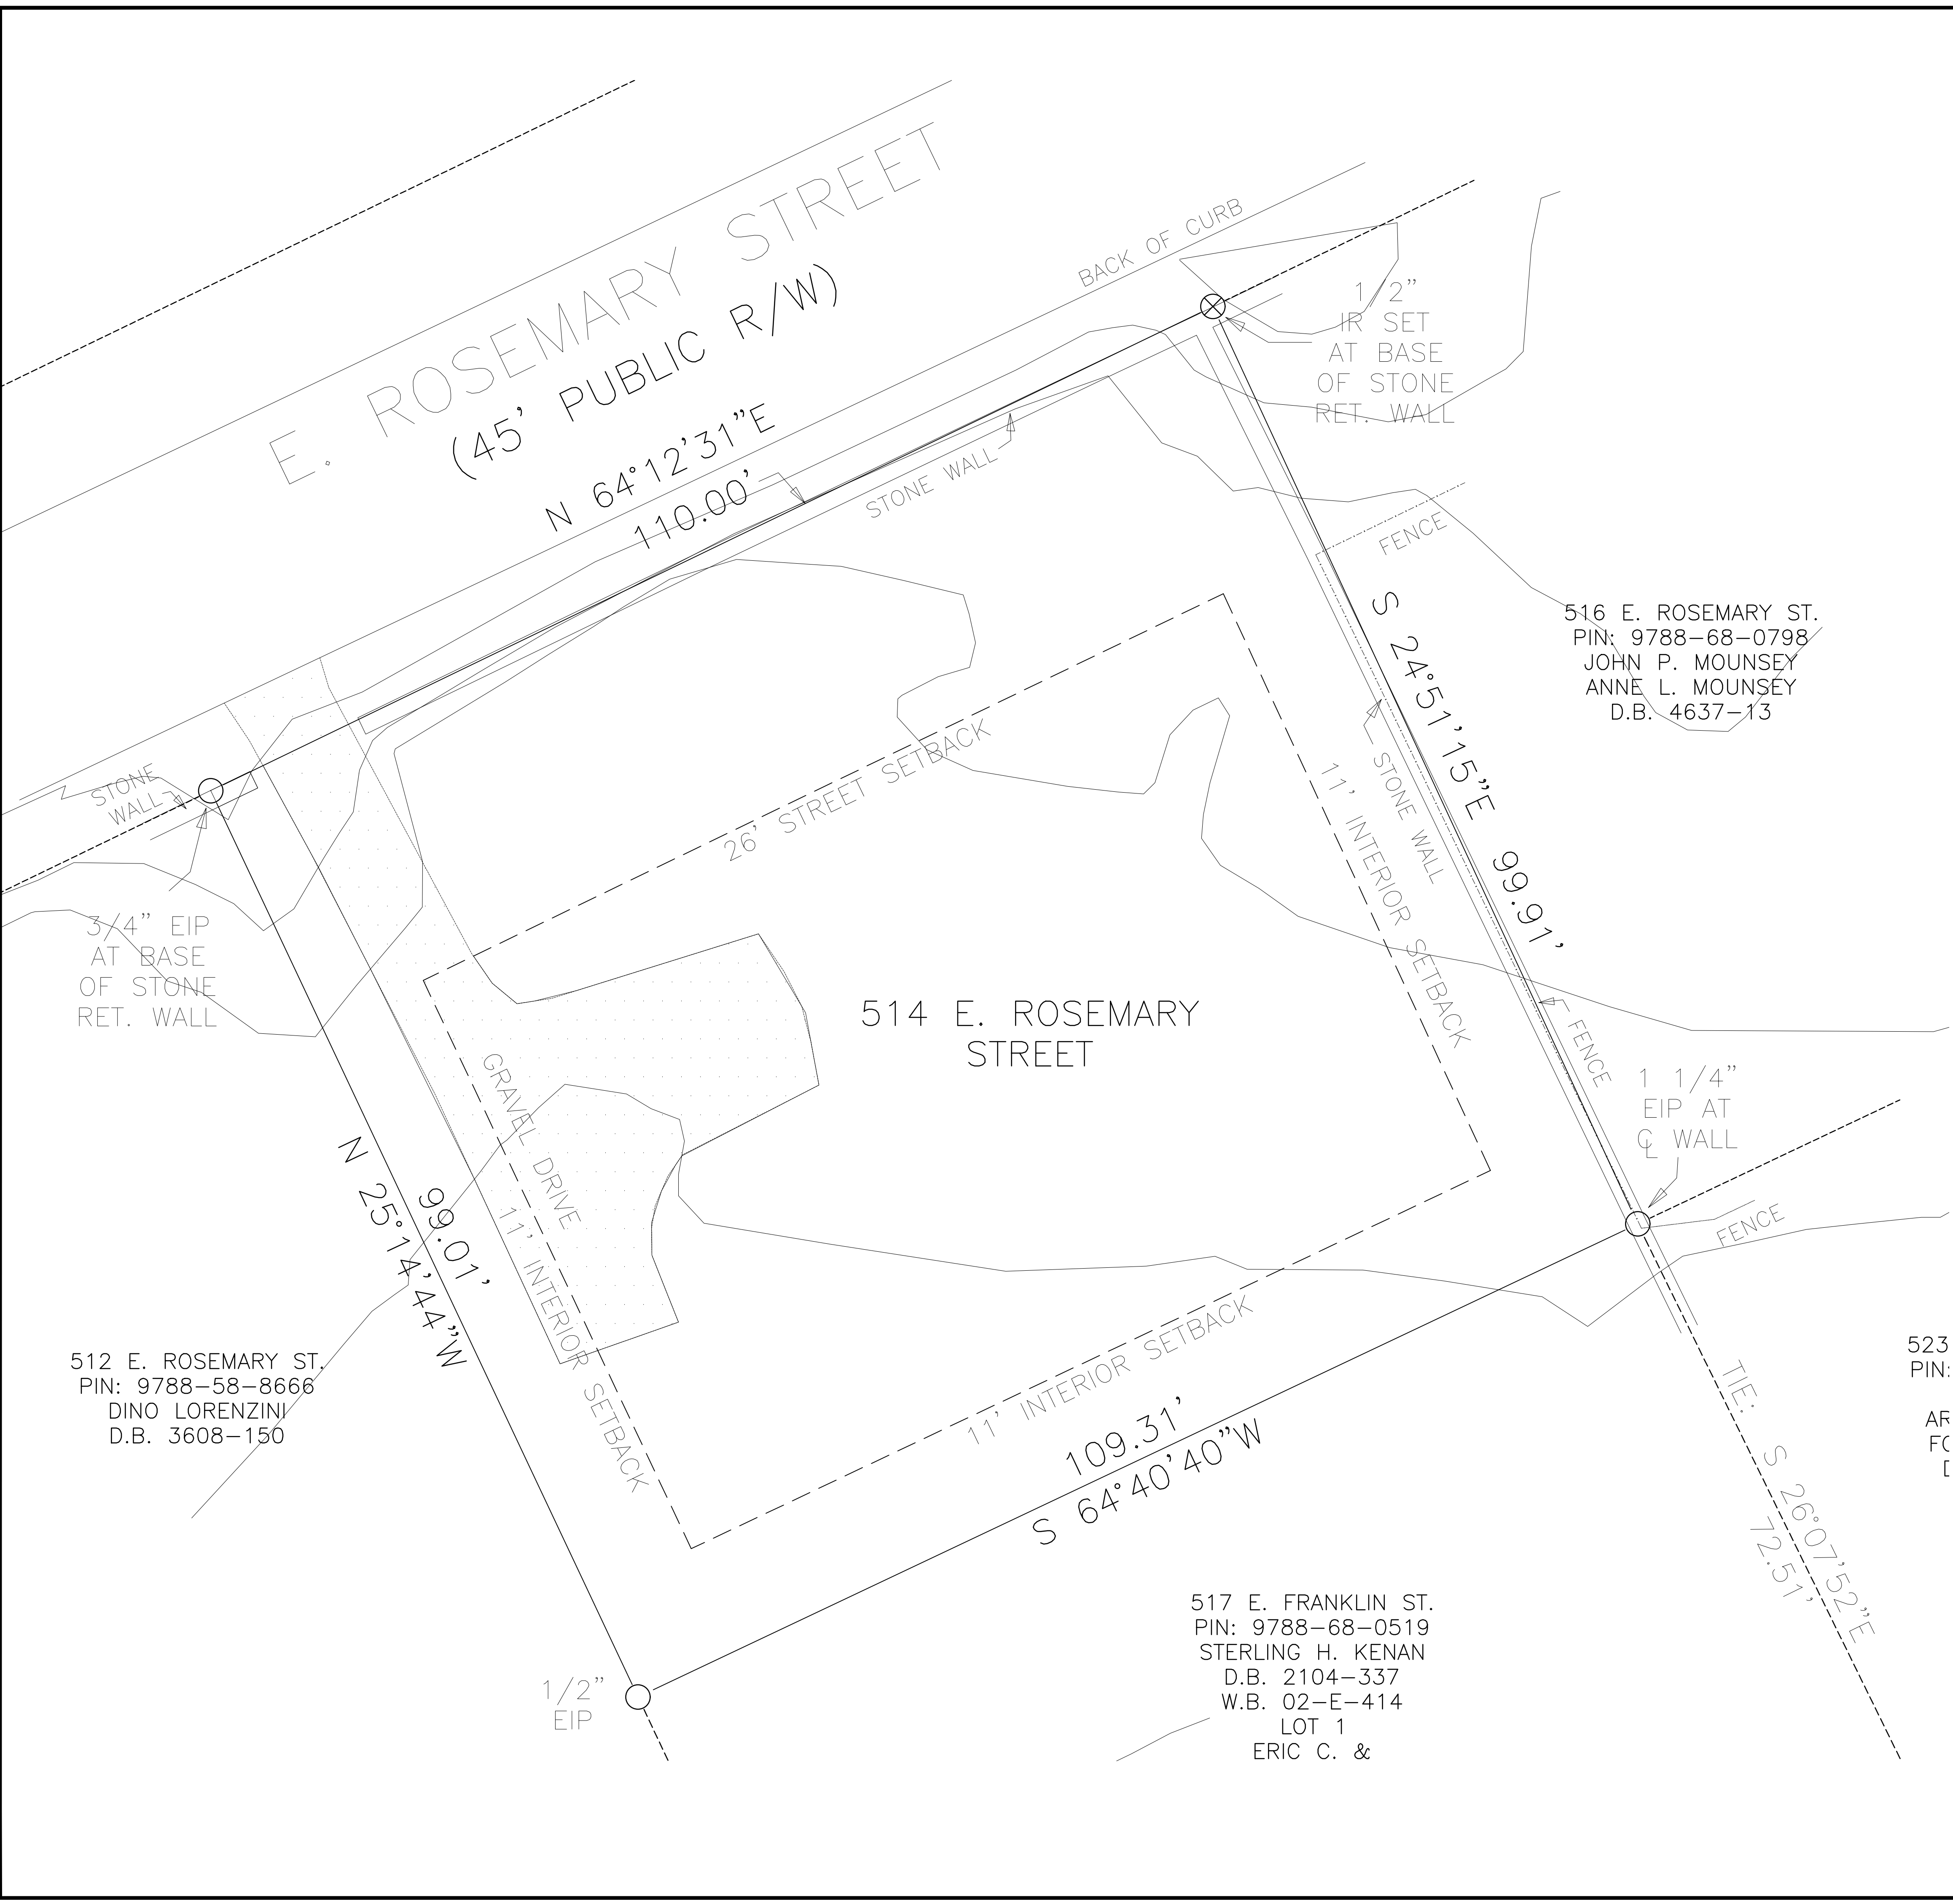 E. ROSEMARY STREET
(45' PUBLIC R/W)
N 64°12'31"E
110.00'
BACK OF CURB
STONE WALL
1 2"
IR SET
AT BASE
OF STONE
RET. WALL
FENCE
516 E. ROSEMARY ST.
PIN: 9788-68-0798
JOHN P. MOUNSEY
ANNE L. MOUNSEY
D.B. 4637-13
S 24°51'15"E 99.91'
STONE WALL
11' INTERIOR SETBACK
26' STREET SETBACK
STONE
WALL
3/4" EIP
AT BASE
OF STONE
RET. WALL
514 E. ROSEMARY
STREET
GRAVEL DRIVE
11' INTERIOR SETBACK
N 25°14'44"W
99.01'
FENCE
1 1/4"
EIP AT
℄ WALL
FENCE
512 E. ROSEMARY ST.
PIN: 9788-58-8666
DINO LORENZINI
D.B. 3608-150
11' INTERIOR SETBACK
109.31'
S 64°40'40"W
TIE: S 26°07'52"E
72.51'
523
PIN:
517 E. FRANKLIN ST.
PIN: 9788-68-0519
STERLING H. KENAN
D.B. 2104-337
W.B. 02-E-414
LOT 1
ERIC C. &
1/2"
EIP